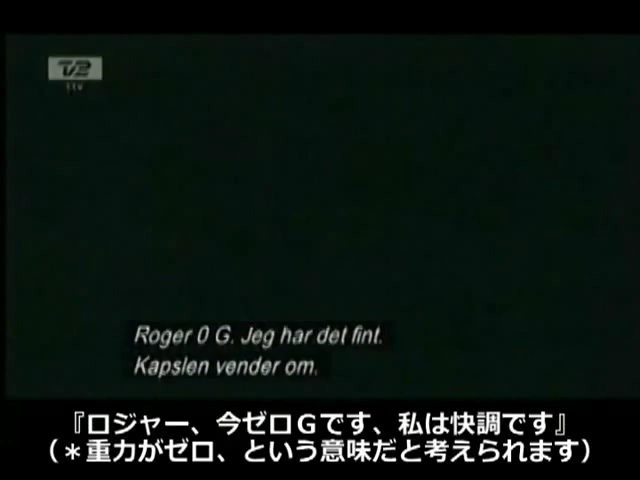 TV2
Roger 0 G. Jeg har det fint.
Kapslen vender om.
『ロジャー、今ゼロGです、私は快調です』
（＊重力がゼロ、という意味だと考えられます）